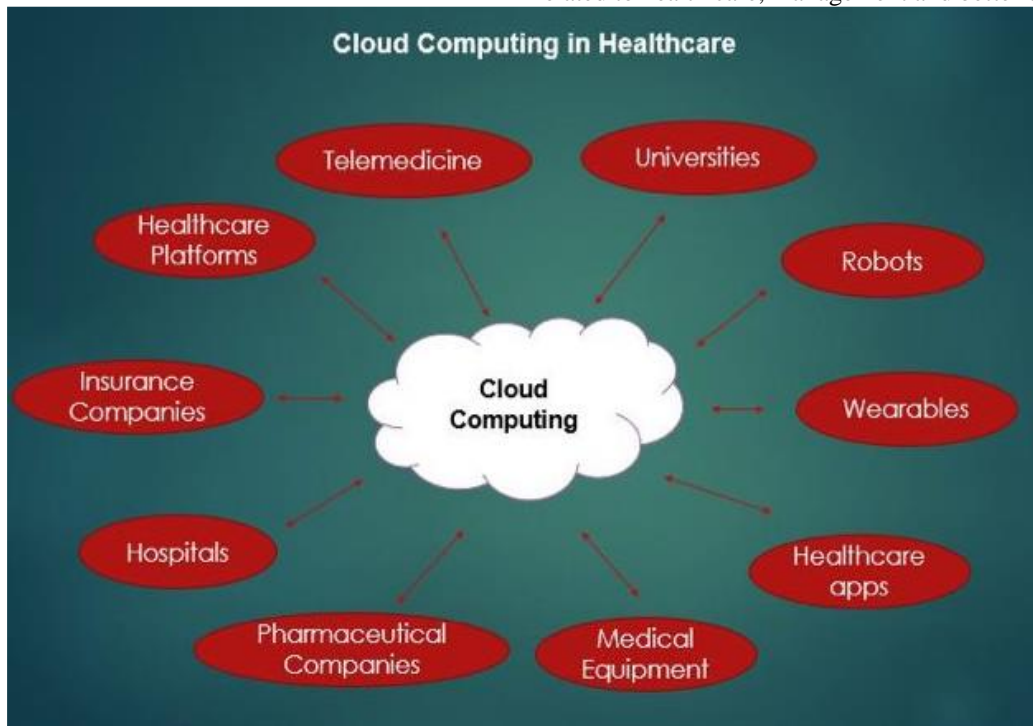 Cloud Computing in Healthcare
Telemedicine
Universities
Healthcare
Platforms
Robots
Insurance
Companies
Cloud
Computing
Wearables
Hospitals
Healthcare
apps
Pharmaceutical
Companies
Medical
Equipment